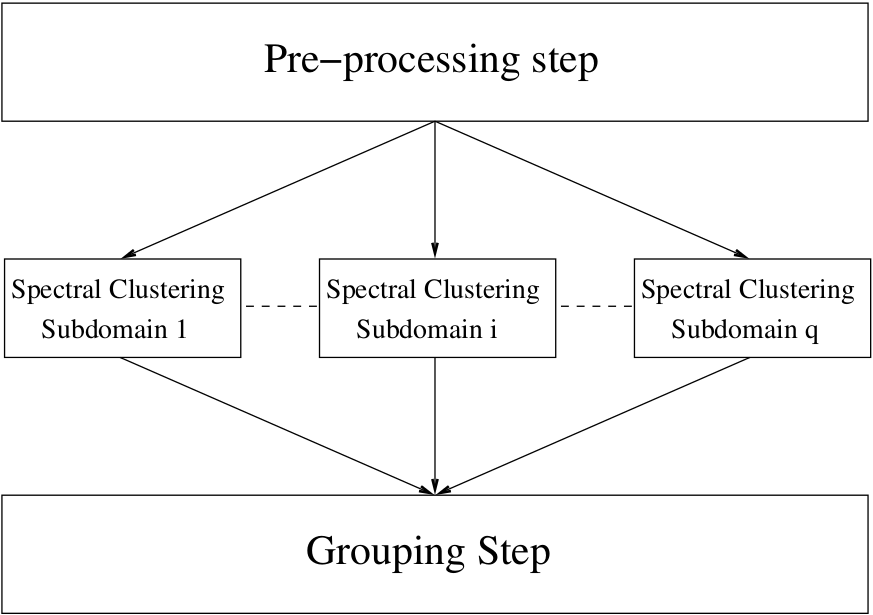 Pre−processing step
Spectral Clustering
Subdomain 1
Spectral Clustering
Subdomain i
Spectral Clustering
Subdomain q
Grouping Step